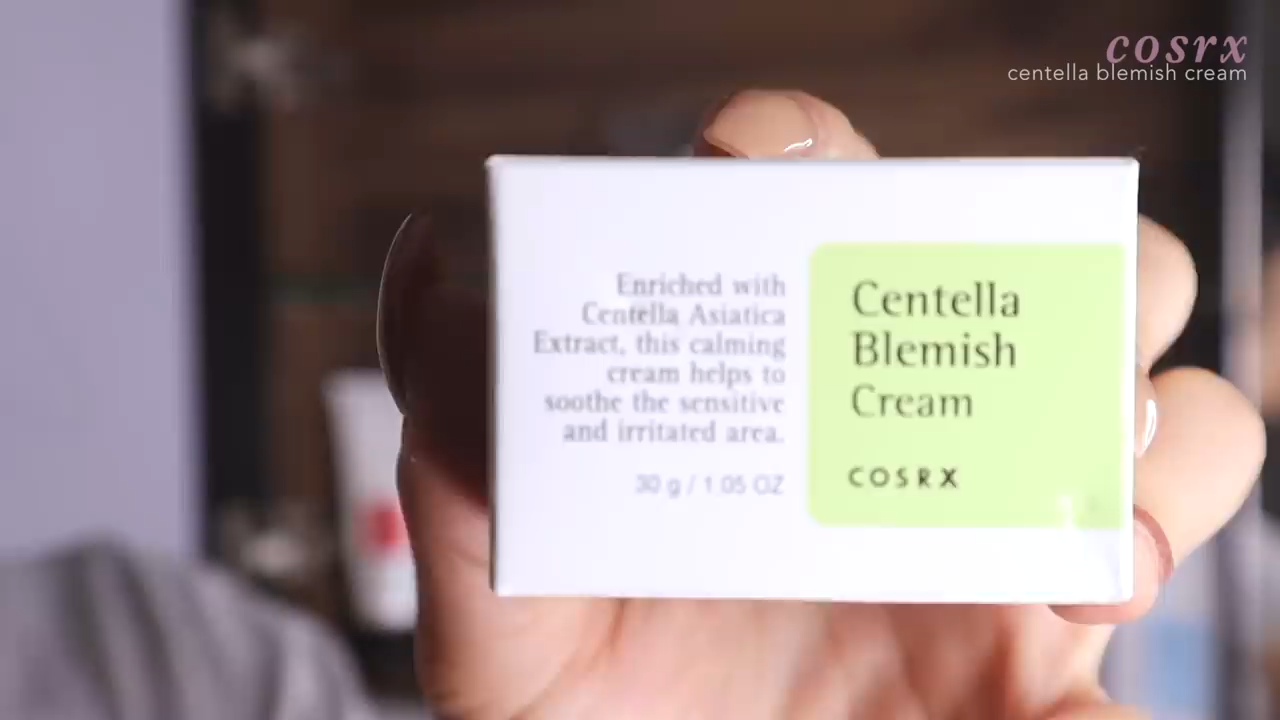 cosrx
centella blemish cream
Enriched with
Centella Asiatica
Extract, this calming
cream helps to
soothe the sensitive
and irritated area.
30 g / 1.05 OZ
Centella
Blemish
Cream
COSRX